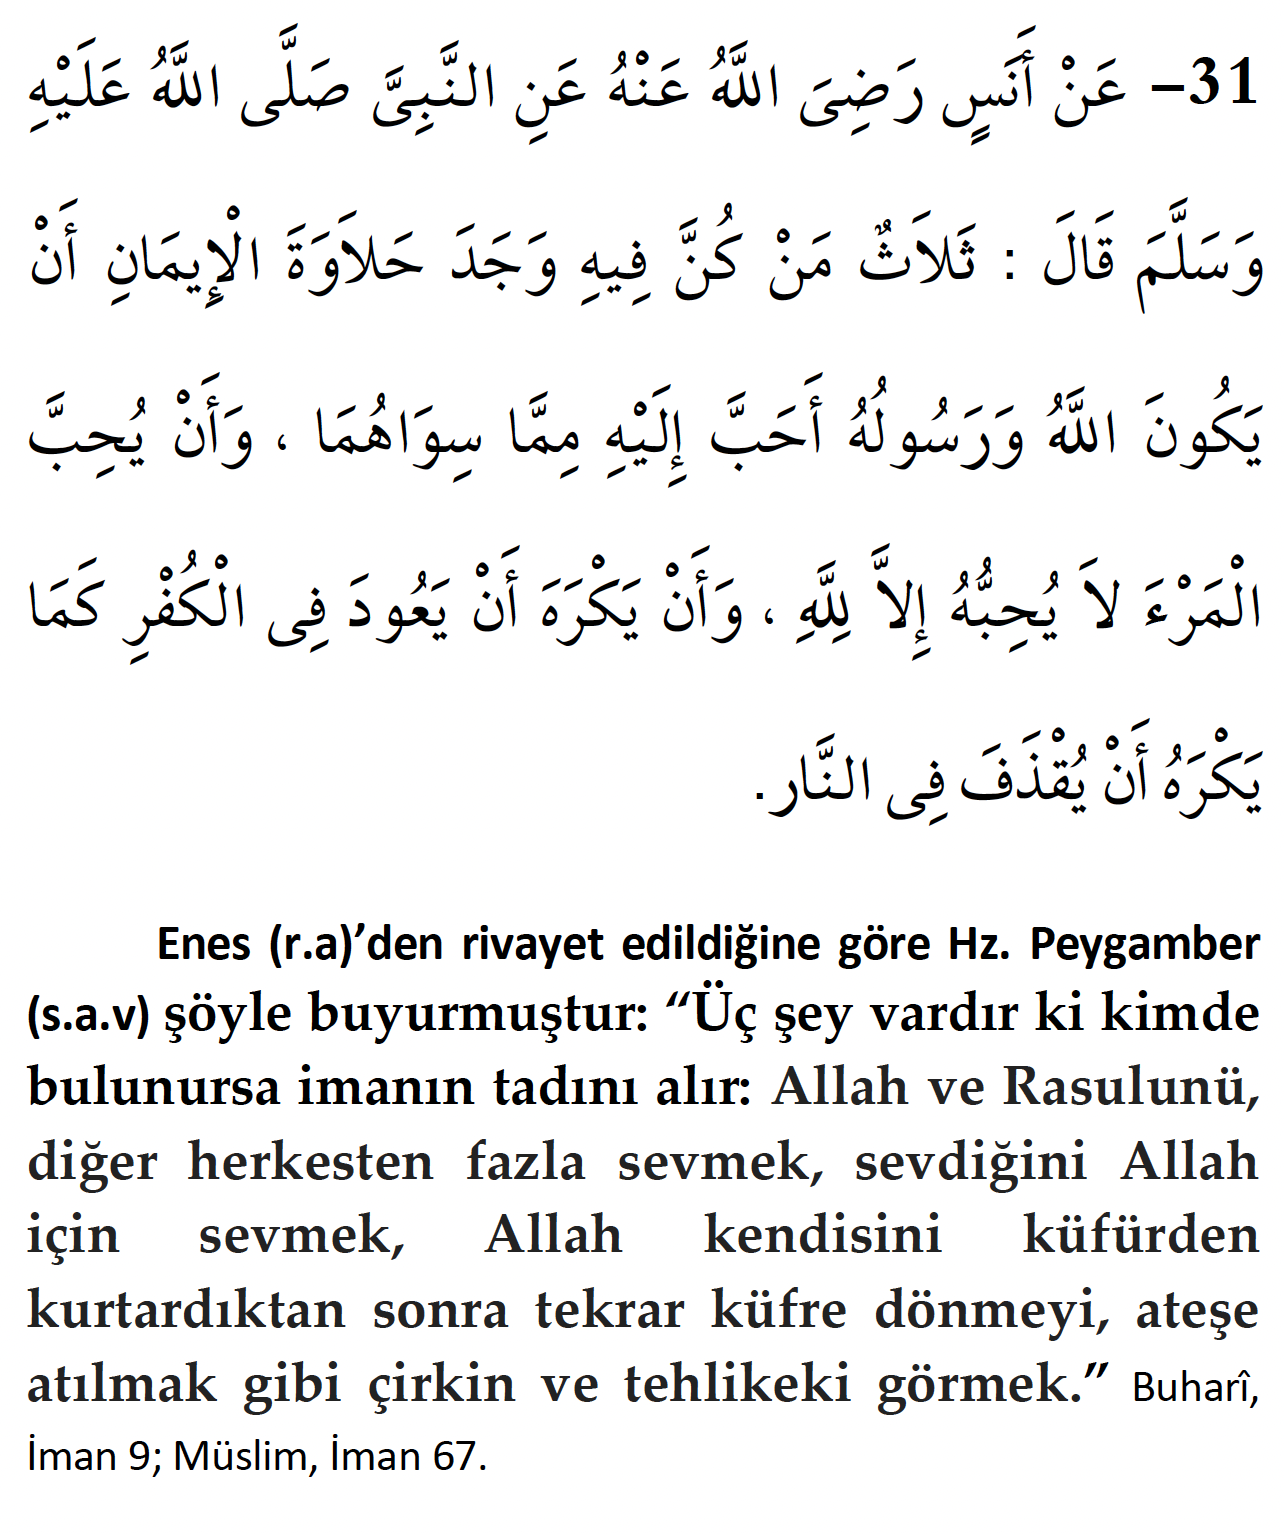 31– عَنْ أَنَسٍ رَضِىَ اللَّهُ عَنْهُ عَنِ النَّبِىَّ صَلَّى اللَّهُ عَلَيْهِ
وَسَلَّمَ قَالَ : ثَلاَثٌ مَنْ كُنَّ فِيهِ وَجَدَ حَلاَوَةَ الْإِيمَانِ أَنْ
يَكُونَ اللَّهُ وَرَسُولُهُ أَحَبَّ إِلَيْهِ مِمَّا سِوَاهُمَا ، وَأَنْ يُحِبَّ
الْمَرْءَ لاَ يُحِبُّهُ إِلاَّ لِلَّهِ ، وَأَنْ يَكْرَهَ أَنْ يَعُودَ فِى الْكُفْرِ كَمَا
يَكْرَهُ أَنْ يُقْذَفَ فِى النَّار.
Enes (r.a)’den rivayet edildiğine göre Hz. Peygamber
(s.a.v) şöyle buyurmuştur: “Üç şey vardır ki kimde
bulunursa imanın tadını alır: Allah ve Rasulunü,
diğer herkesten fazla sevmek, sevdiğini Allah
için sevmek, Allah kendisini küfürden
kurtardıktan sonra tekrar küfre dönmeyi, ateşe
atılmak gibi çirkin ve tehlikeki görmek.” Buharî,
İman 9; Müslim, İman 67.